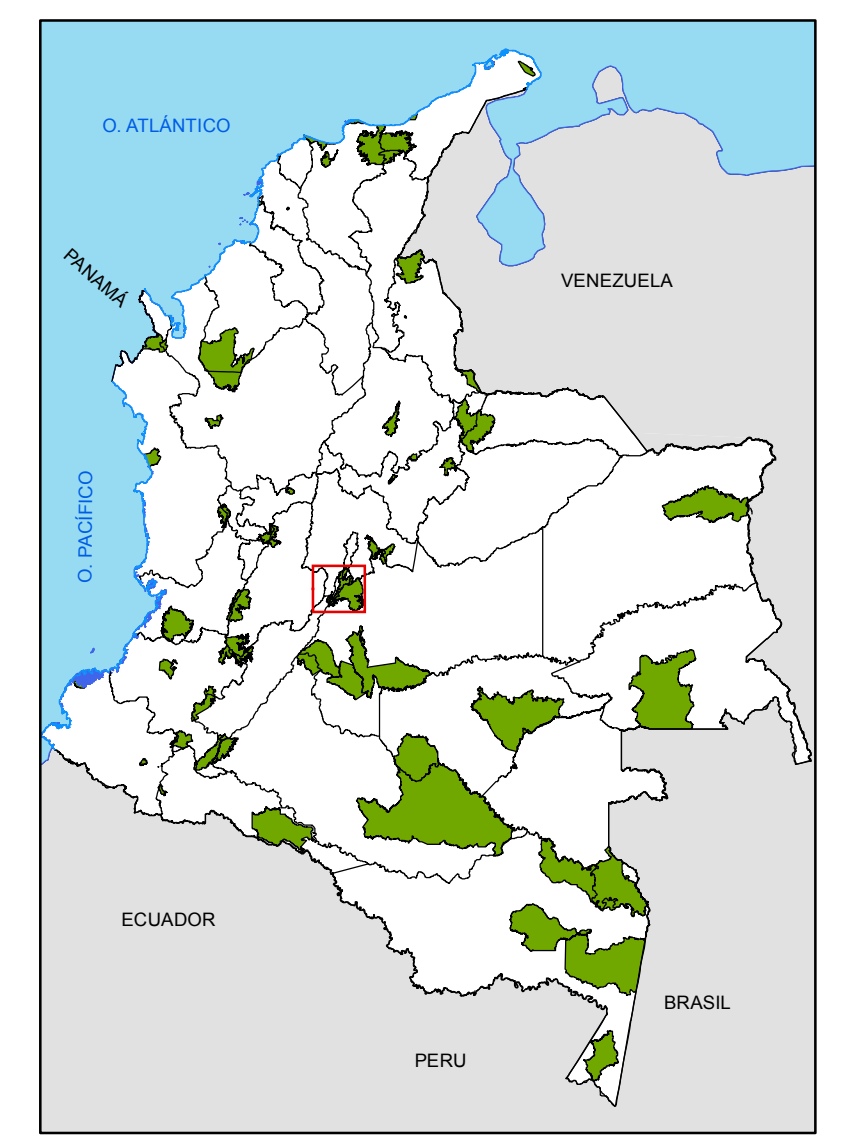 O. ATLÁNTICO
PANAMÁ
VENEZUELA
O. PACÍFICO
ECUADOR
BRASIL
PERU